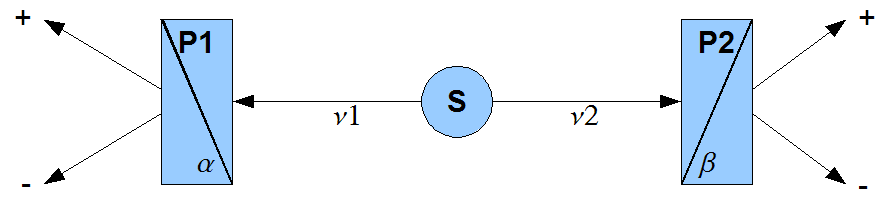 + P1 P2 +
S
ν1 ν2
α β
- -